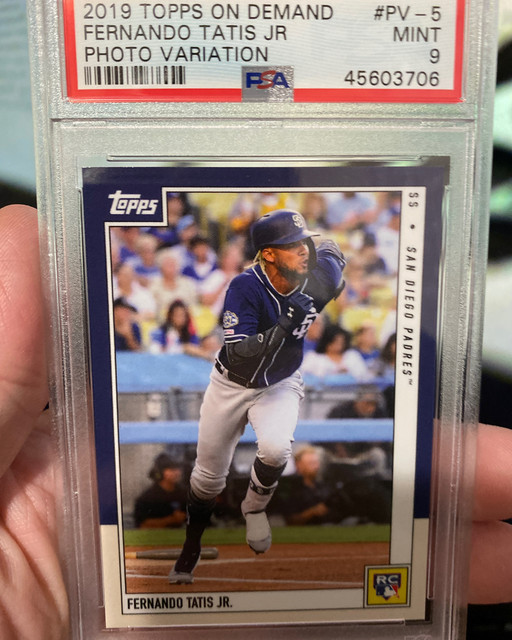 2019 TOPPS ON DEMAND #PV-5
FERNANDO TATIS JR MINT
PHOTO VARIATION 9
PSA 45603706
Topps
SS • SAN DIEGO PADRES™
FERNANDO TATIS JR.
RC